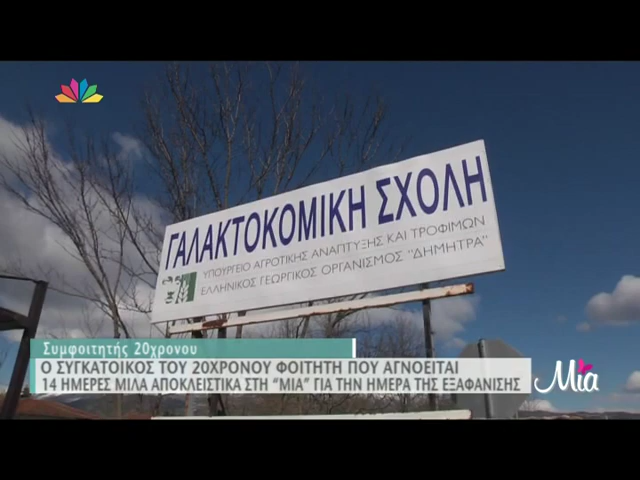 ΓΑΛΑΚΤΟΚΟΜΙΚΗ ΣΧΟΛΗ
ΥΠΟΥΡΓΕΙΟ ΑΓΡΟΤΙΚΗΣ ΑΝΑΠΤΥΞΗΣ ΚΑΙ ΤΡΟΦΙΜΩΝ
ΕΛΛΗΝΙΚΟΣ ΓΕΩΡΓΙΚΟΣ ΟΡΓΑΝΙΣΜΟΣ "ΔΗΜΗΤΡΑ"
Συμφοιτητής 20χρονου
Ο ΣΥΓΚΑΤΟΙΚΟΣ ΤΟΥ 20ΧΡΟΝΟΥ ΦΟΙΤΗΤΗ ΠΟΥ ΑΓΝΟΕΙΤΑΙ
14 ΗΜΕΡΕΣ ΜΙΛΑ ΑΠΟΚΛΕΙΣΤΙΚΑ ΣΤΗ "ΜΙΑ" ΓΙΑ ΤΗΝ ΗΜΕΡΑ ΤΗΣ ΕΞΑΦΑΝΙΣΗΣ
Μία